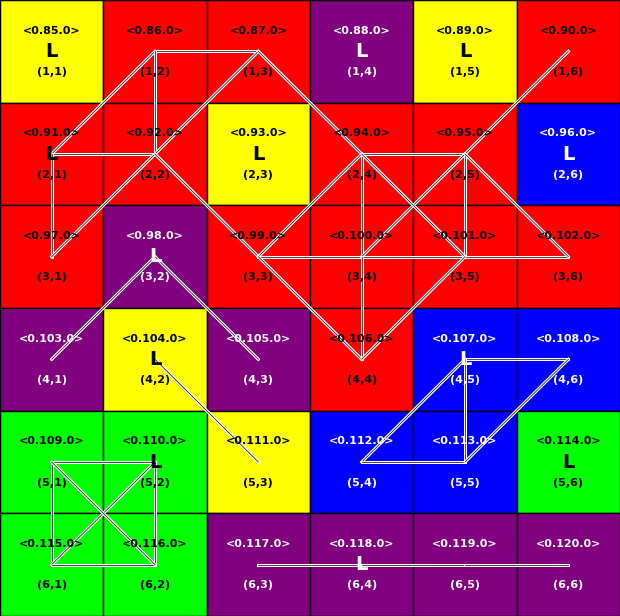 <0.85.0> <0.86.0> <0.87.0> <0.88.0> <0.89.0> <0.90.0>
L L L
(1,1) (1,2) (1,3) (1,4) (1,5) (1,6)
<0.91.0> <0.92.0> <0.93.0> <0.94.0> <0.95.0> <0.96.0>
L L L
(2,1) (2,2) (2,3) (2,4) (2,5) (2,6)
<0.97.0> <0.98.0> <0.99.0> <0.100.0> <0.101.0> <0.102.0>
L
(3,1) (3,2) (3,3) (3,4) (3,5) (3,6)
<0.103.0> <0.104.0> <0.105.0> <0.106.0> <0.107.0> <0.108.0>
L L
(4,1) (4,2) (4,3) (4,4) (4,5) (4,6)
<0.109.0> <0.110.0> <0.111.0> <0.112.0> <0.113.0> <0.114.0>
L L
(5,1) (5,2) (5,3) (5,4) (5,5) (5,6)
<0.115.0> <0.116.0> <0.117.0> <0.118.0> <0.119.0> <0.120.0>
L
(6,1) (6,2) (6,3) (6,4) (6,5) (6,6)